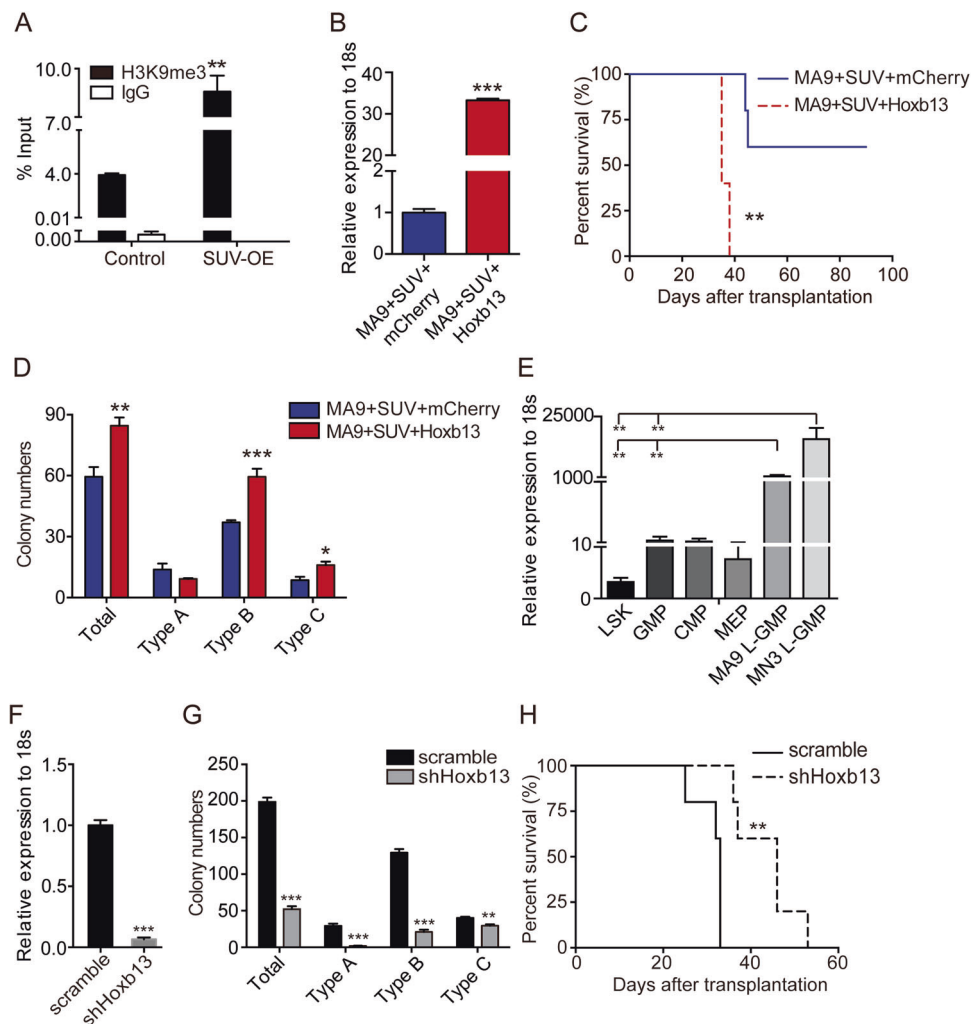 A
% Input
10.0
7.0
4.0
0.01
0.00
H3K9me3
IgG
**
Control
SUV-OE
B
Relative expression to 18s
40
30
20
2
1
0
***
MA9+SUV+
mCherry
MA9+SUV+
Hoxb13
C
Percent survival (%)
100
75
50
25
0
MA9+SUV+mCherry
MA9+SUV+Hoxb13
**
0
20
40
60
80
100
Days after transplantation
D
Colony numbers
90
60
30
0
MA9+SUV+mCherry
MA9+SUV+Hoxb13
**
***
*
Total
Type A
Type B
Type C
E
Relative expression to 18s
25000
1000
10
0
** **
** **
LSK
GMP
CMP
MEP
MA9 L-GMP
MN3 L-GMP
F
Relative expression to 18s
1.5
1.0
0.5
0.0
***
scramble
shHoxb13
G
Colony numbers
250
200
150
100
50
0
scramble
shHoxb13
***
***
***
**
Total
Type A
Type B
Type C
H
Percent survival (%)
100
75
50
25
0
scramble
shHoxb13
**
0
20
40
60
Days after transplantation